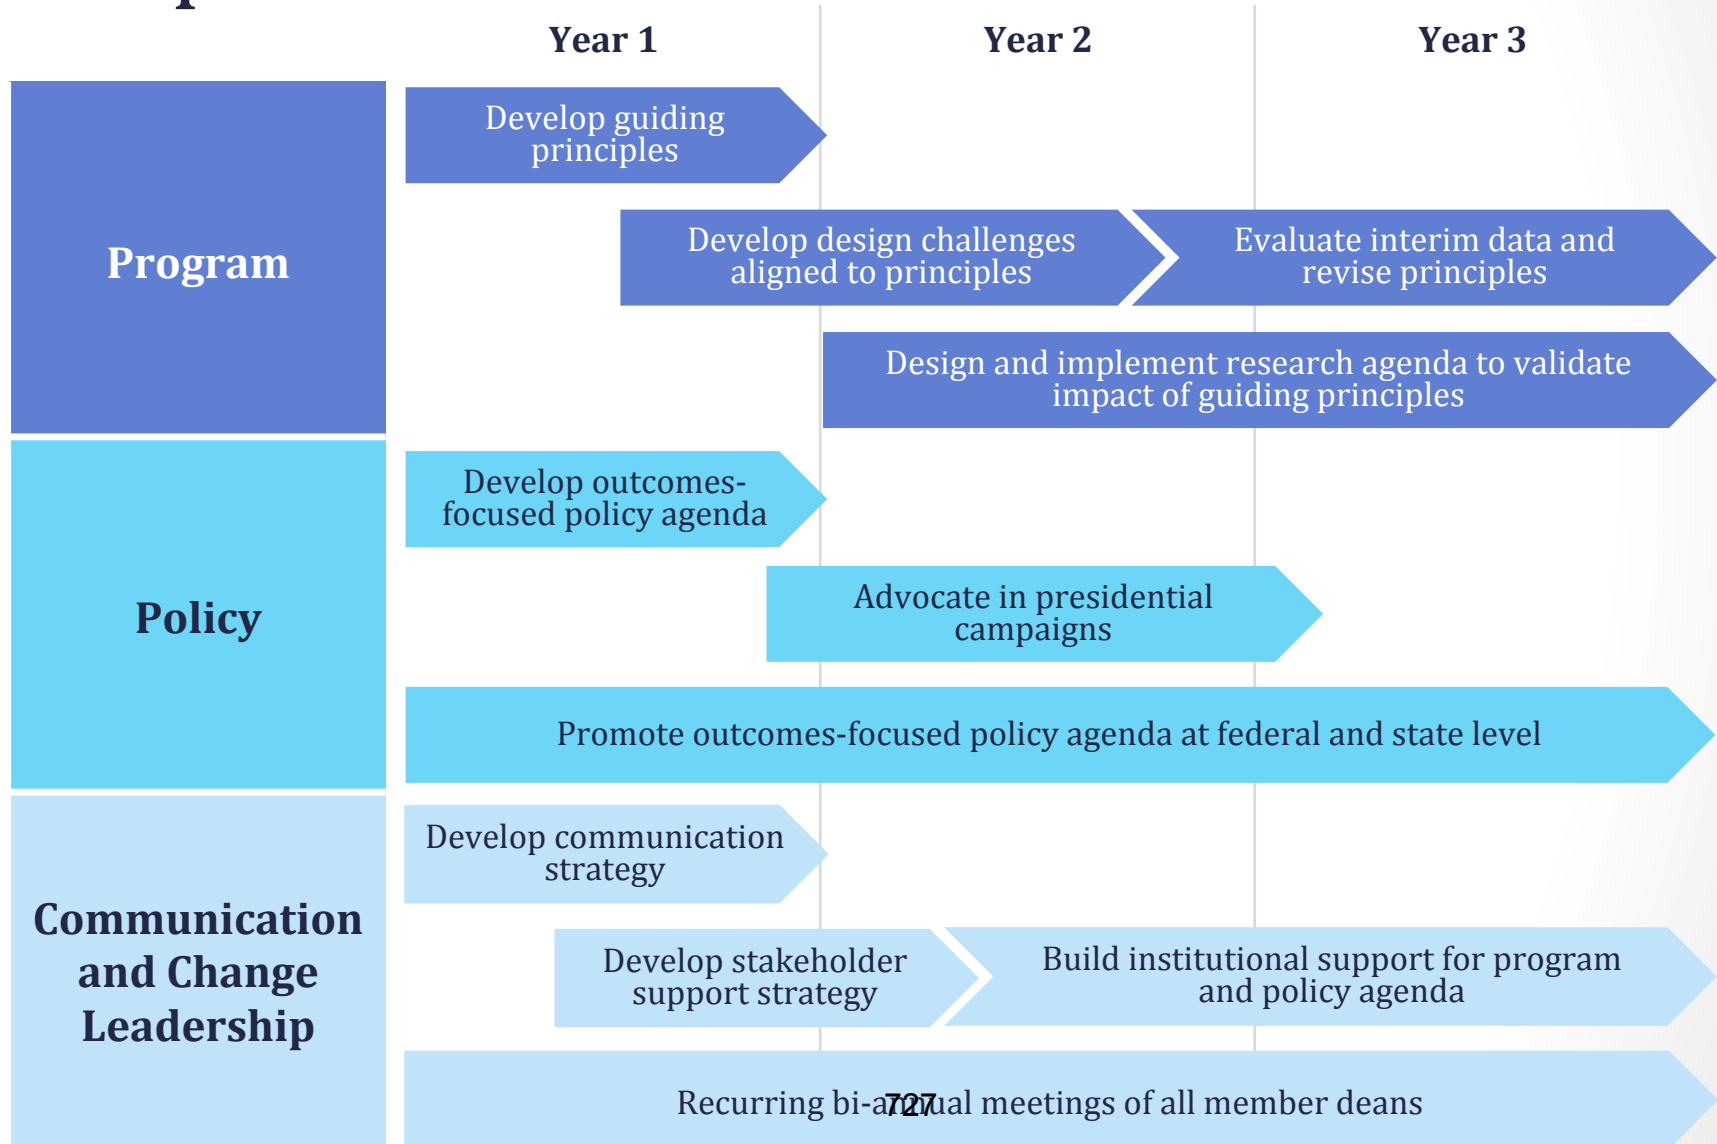 Year 1
Year 2
Year 3
Program
Develop guiding
principles
Develop design challenges
aligned to principles
Evaluate interim data and
revise principles
Design and implement research agenda to validate
impact of guiding principles
Policy
Develop outcomes-
focused policy agenda
Advocate in presidential
campaigns
Promote outcomes-focused policy agenda at federal and state level
Communication
and Change
Leadership
Develop communication
strategy
Develop stakeholder
support strategy
Build institutional support for program
and policy agenda
Recurring bi-annual meetings of all member deans
727